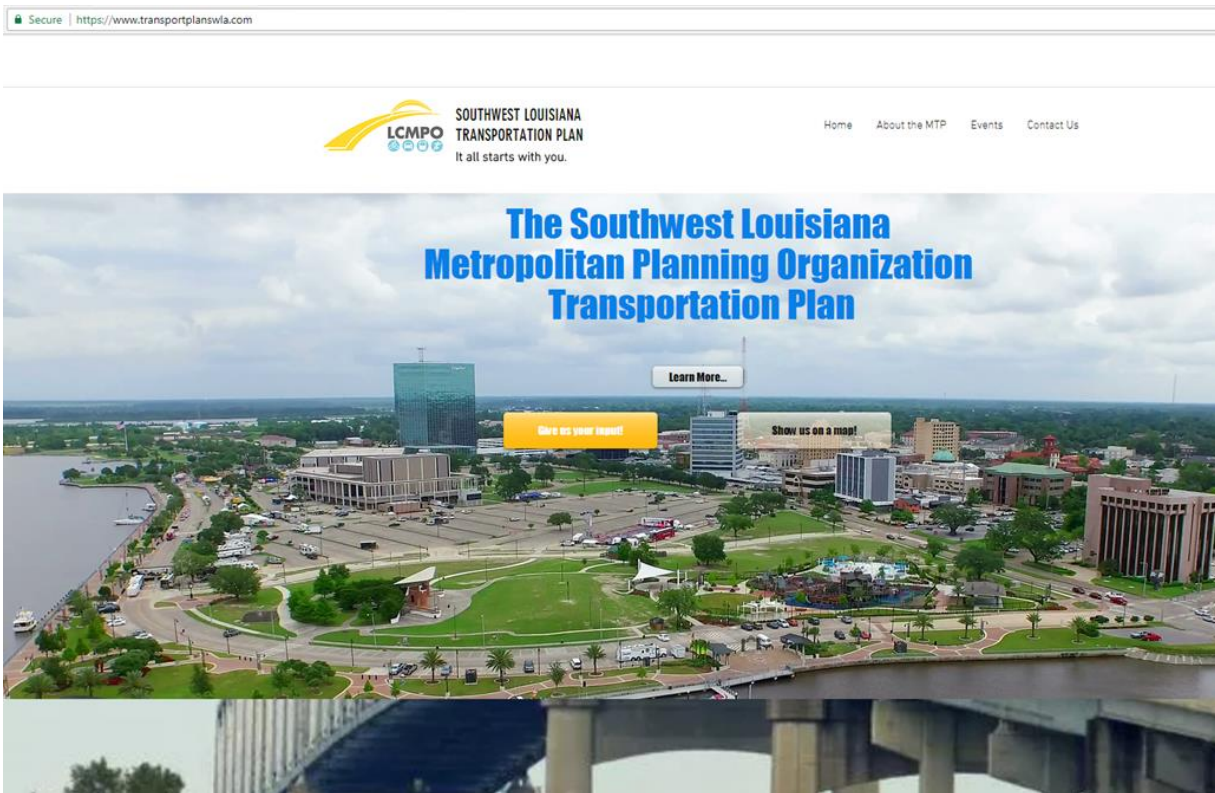 Secure | https://www.transportplanswla.com
LCMPO
SOUTHWEST LOUISIANA
TRANSPORTATION PLAN
It all starts with you.
Home About the MTP Events Contact Us
The Southwest Louisiana
Metropolitan Planning Organization
Transportation Plan
Learn More...
Give us your input! Show us on a map!